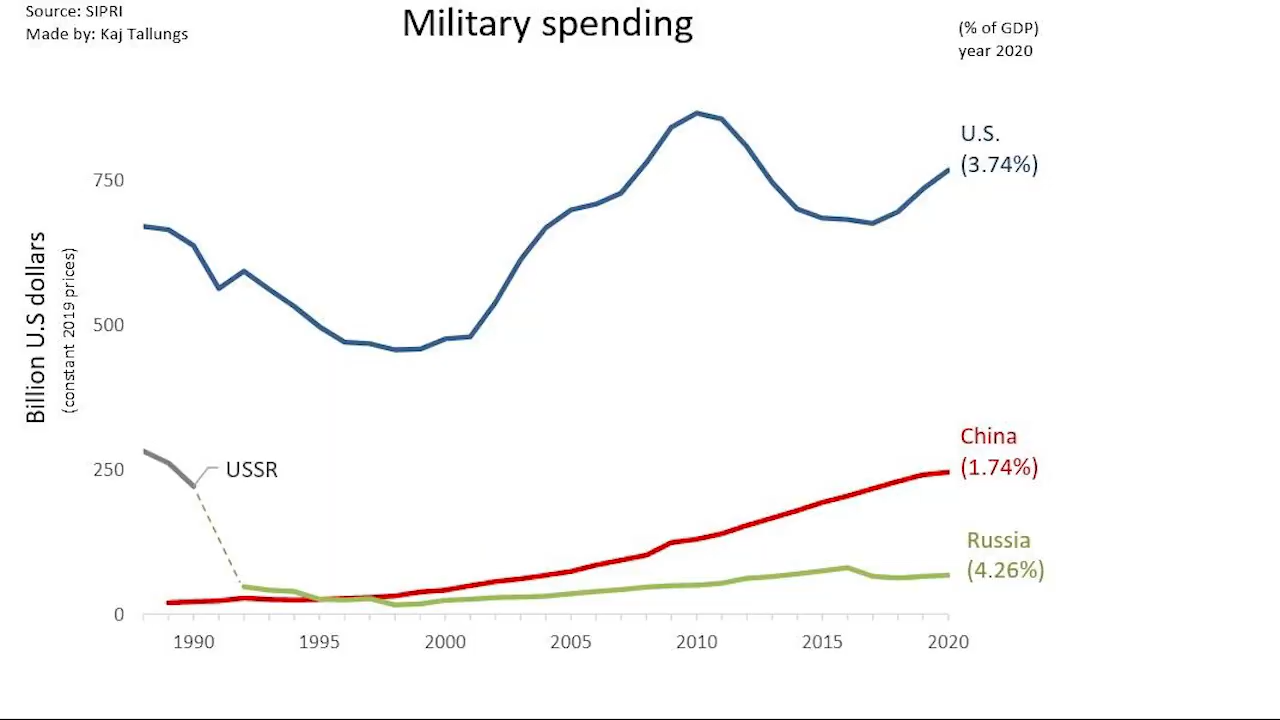 Source: SIPRI
Made by: Kaj Tallungs
Military spending
(% of GDP)
year 2020
U.S.
(3.74%)
750
Billion U.S dollars
(constant 2019 prices)
500
China
(1.74%)
250
USSR
Russia
(4.26%)
0
1990 1995 2000 2005 2010 2015 2020